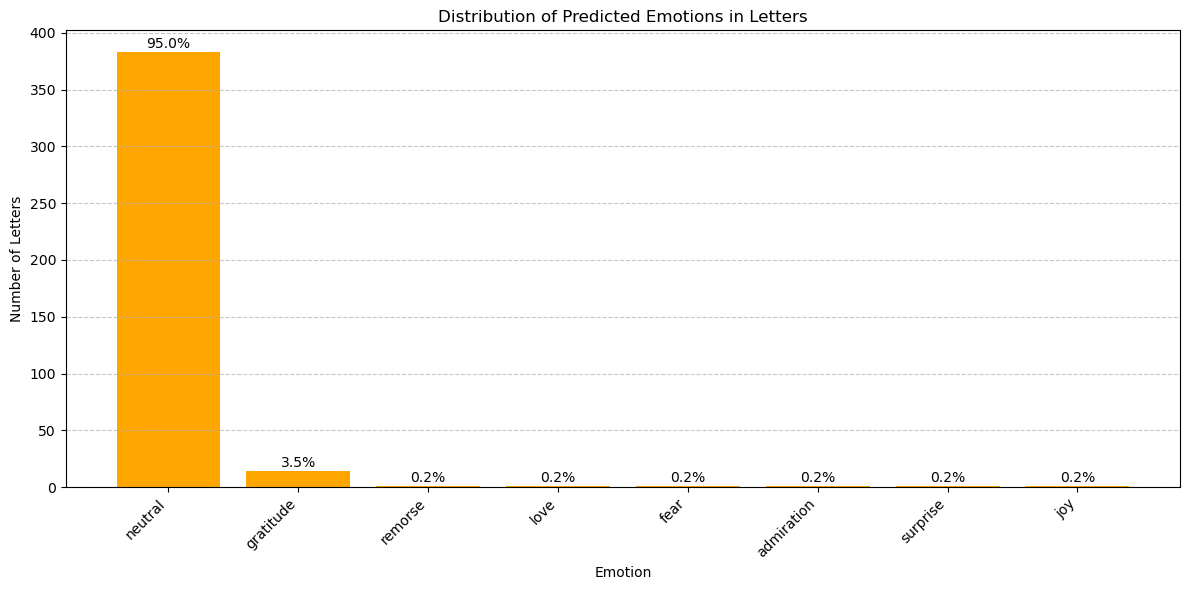 Distribution of Predicted Emotions in Letters
400
350
300
250
200
150
100
50
0
Number of Letters
95.0%
3.5%
0.2%
0.2%
0.2%
0.2%
0.2%
0.2%
neutral
gratitude
remorse
love
fear
admiration
surprise
joy
Emotion